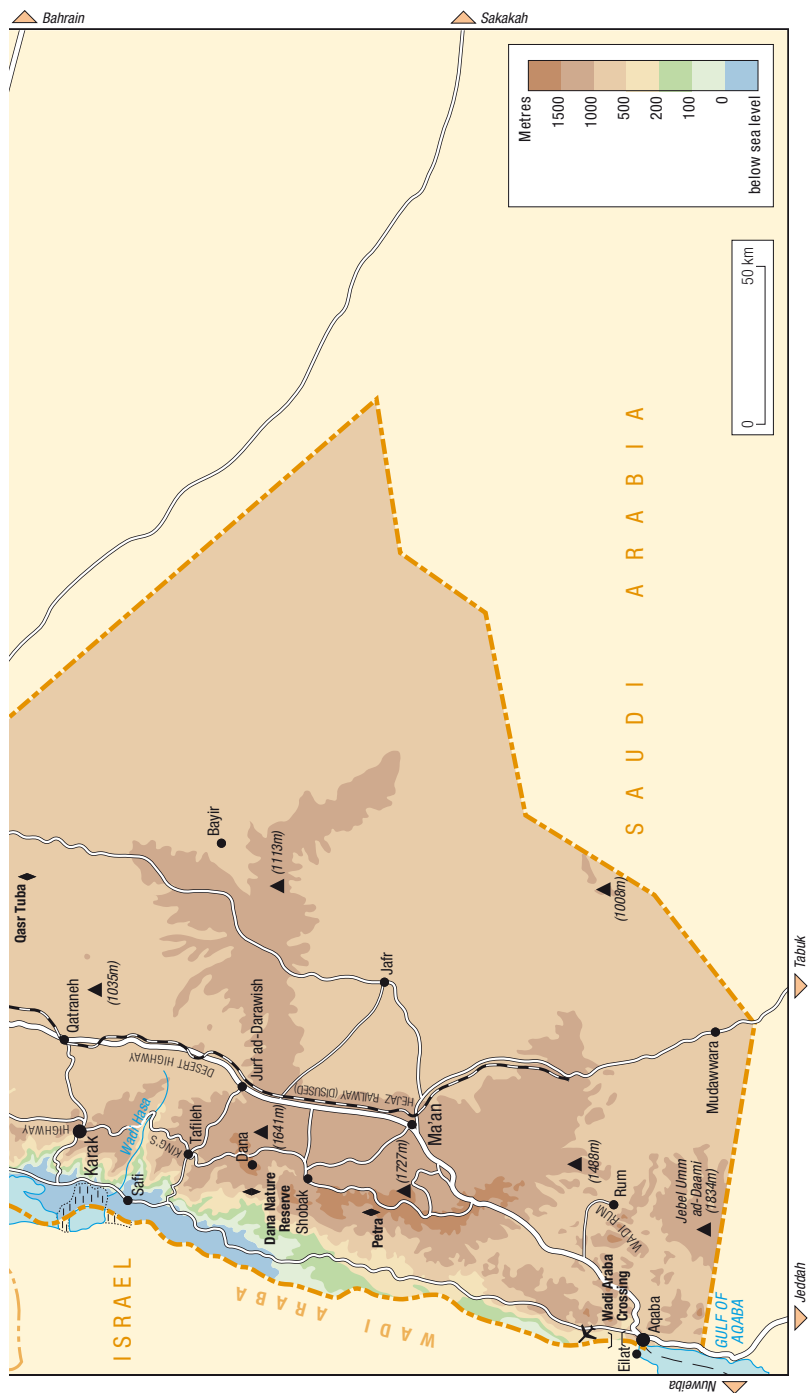 Bahrain
Sakakah
Metres
1500
1000
500
200
100
0
below sea level
0
50 km
SAUDI ARABIA
Qasr Tuba
Bayir
(1113m)
(1008m)
Qatraneh
(1035m)
DESERT HIGHWAY
Jurf ad-Darawish
Jafr
HEJAZ RAILWAY (DISUSED)
Ma'an
Mudawwara
Tabuk
KING'S
HIGHWAY
Karak
Wadi Hasa
Tafileh
Safi
Dana
(1641m)
Dana Nature
Reserve
Shobak
(1727m)
Petra
(1488m)
Rum
WADI RUM
Jebel Umm
ad-Daami
(1834m)
ISRAEL
WADI ARABA
Wadi Araba
Crossing
Eilat
Aqaba
GULF OF
AQABA
Jeddah
Nuweiba